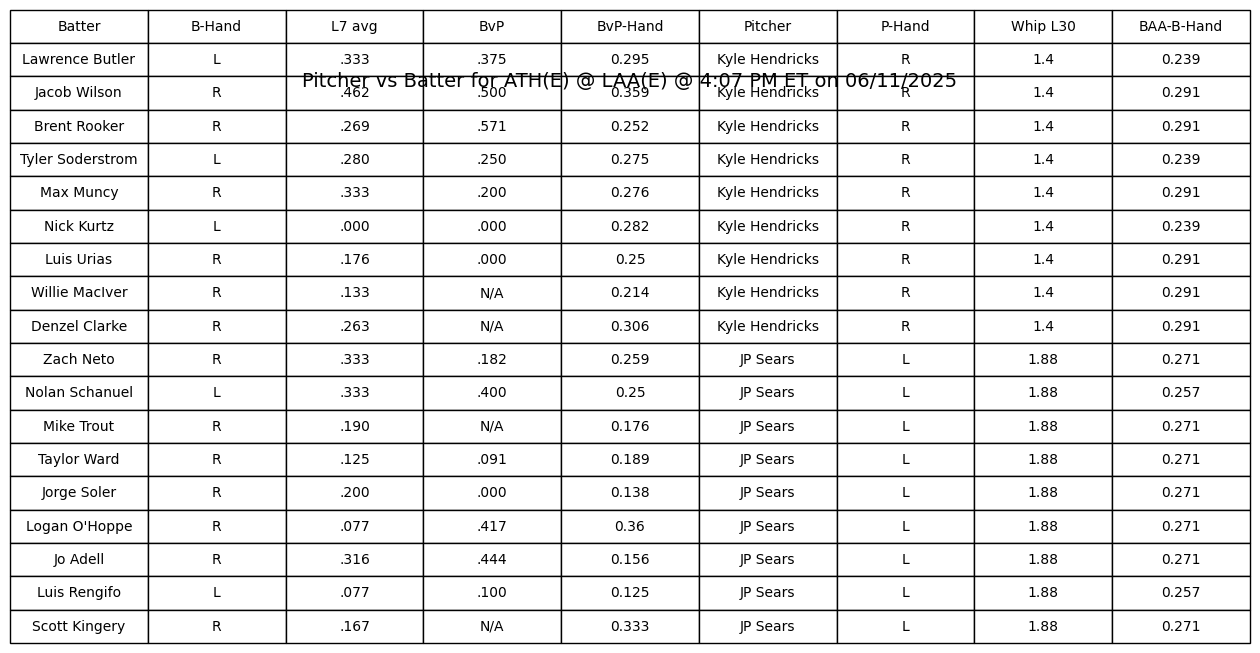 Batter B-Hand L7 avg BvP BvP-Hand Pitcher P-Hand Whip L30 BAA-B-Hand
Lawrence Butler L .333 .375 0.295 Kyle Hendricks R 1.4 0.239
Pitcher vs Batter for ATH(E) @ LAA(E) @ 4:07 PM ET on 06/11/2025
Jacob Wilson R .462 .500 0.359 Kyle Hendricks R 1.4 0.291
Brent Rooker R .269 .571 0.252 Kyle Hendricks R 1.4 0.291
Tyler Soderstrom L .280 .250 0.275 Kyle Hendricks R 1.4 0.239
Max Muncy R .333 .200 0.276 Kyle Hendricks R 1.4 0.291
Nick Kurtz L .000 .000 0.282 Kyle Hendricks R 1.4 0.239
Luis Urias R .176 .000 0.25 Kyle Hendricks R 1.4 0.291
Willie MacIver R .133 N/A 0.214 Kyle Hendricks R 1.4 0.291
Denzel Clarke R .263 N/A 0.306 Kyle Hendricks R 1.4 0.291
Zach Neto R .333 .182 0.259 JP Sears L 1.88 0.271
Nolan Schanuel L .333 .400 0.25 JP Sears L 1.88 0.257
Mike Trout R .190 N/A 0.176 JP Sears L 1.88 0.271
Taylor Ward R .125 .091 0.189 JP Sears L 1.88 0.271
Jorge Soler R .200 .000 0.138 JP Sears L 1.88 0.271
Logan O'Hoppe R .077 .417 0.36 JP Sears L 1.88 0.271
Jo Adell R .316 .444 0.156 JP Sears L 1.88 0.271
Luis Rengifo L .077 .100 0.125 JP Sears L 1.88 0.257
Scott Kingery R .167 N/A 0.333 JP Sears L 1.88 0.271